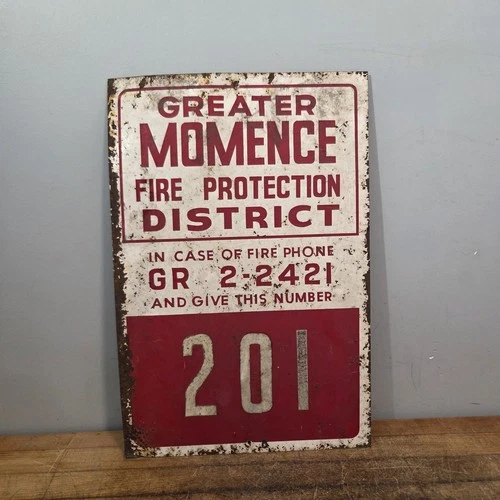 GREATER
MOMENCE
FIRE PROTECTION
DISTRICT
IN CASE OF FIRE PHONE
GR 2-2421
AND GIVE THIS NUMBER
201